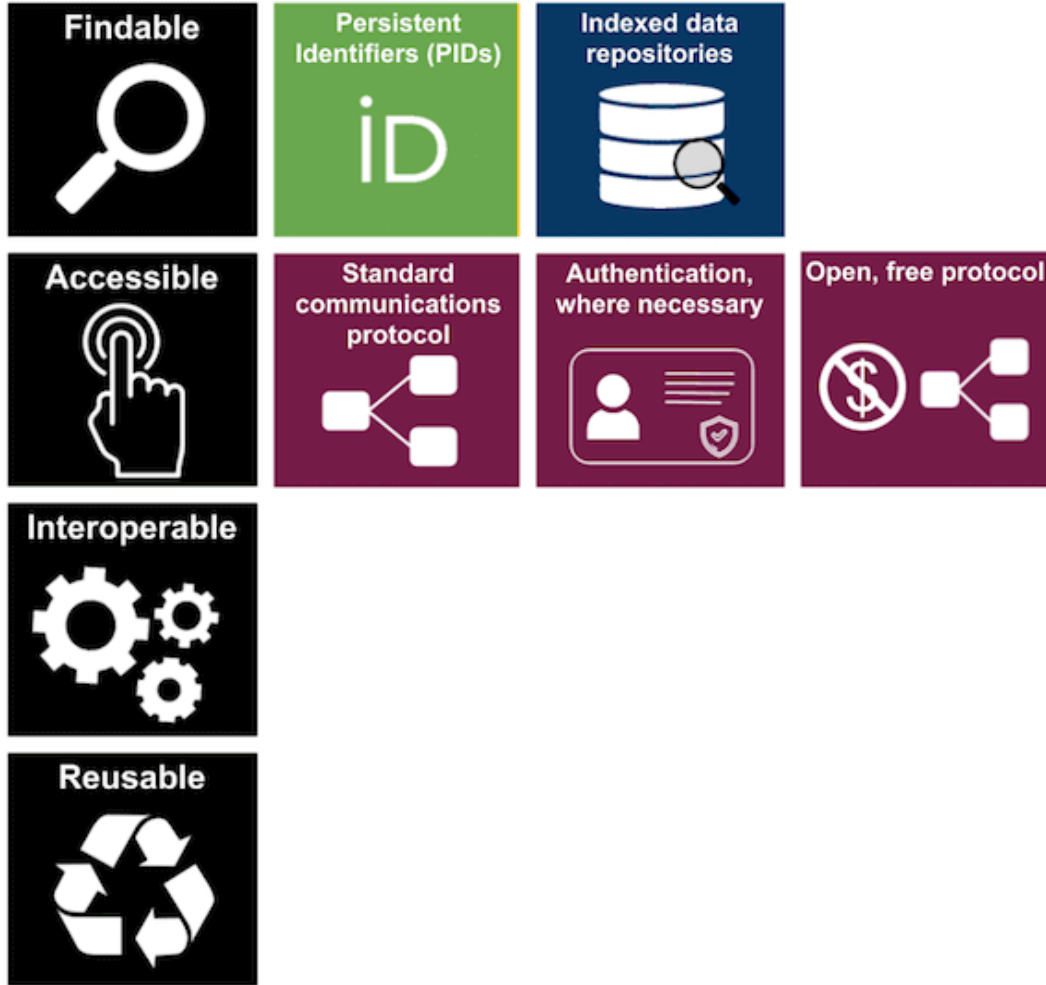 Findable
Persistent
Identifiers (PIDs)
iD
Indexed data
repositories
Accessible
Standard
communications
protocol
Authentication,
where necessary
Open, free protocol
$
Interoperable
Reusable